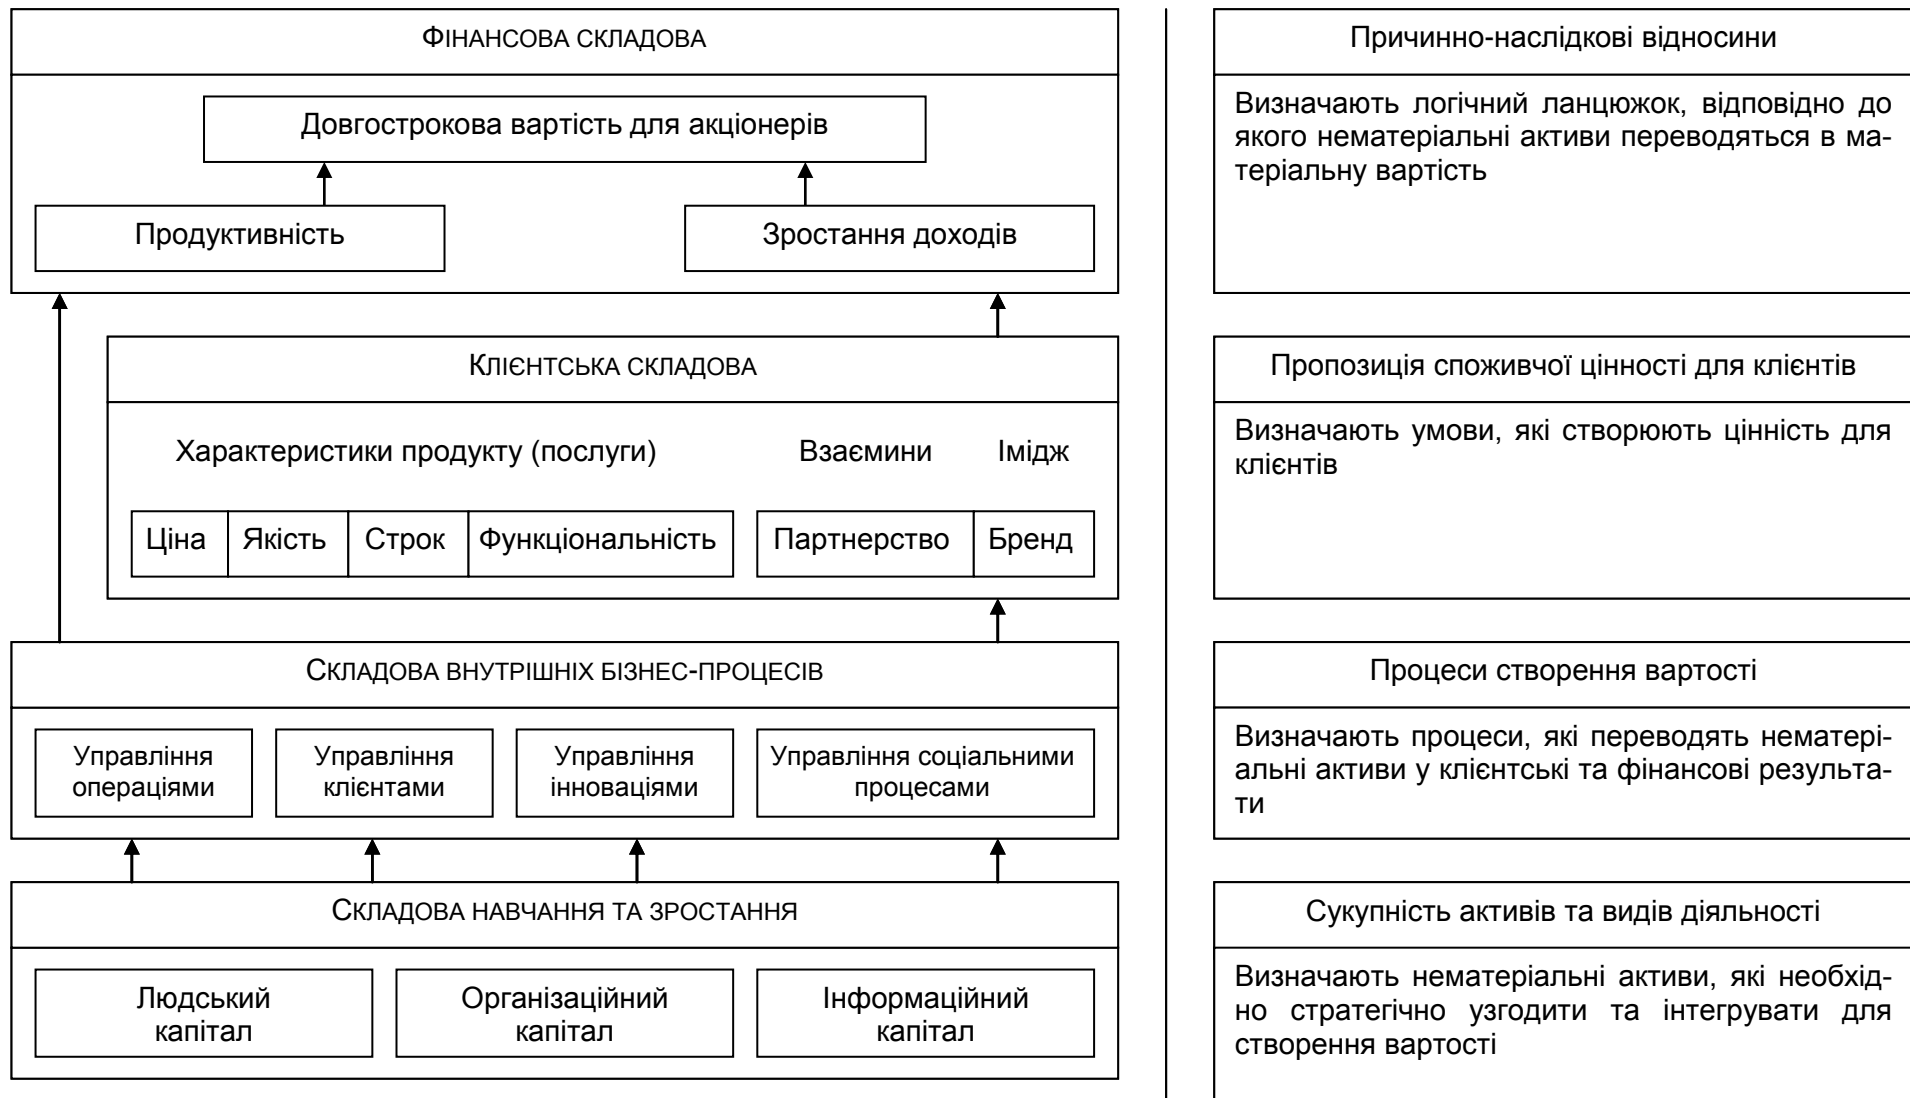 ФІНАНСОВА СКЛАДОВА
Довгострокова вартість для акціонерів
Продуктивність
Зростання доходів
Причинно-наслідкові відносини
Визначають логічний ланцюжок, відповідно до
якого нематеріальні активи переводяться в ма-
теріальну вартість
КЛІЄНТСЬКА СКЛАДОВА
Характеристики продукту (послуги)
Взаємини
Імідж
Ціна
Якість
Строк
Функціональність
Партнерство
Бренд
Пропозиція споживчої цінності для клієнтів
Визначають умови, які створюють цінність для
клієнтів
СКЛАДОВА ВНУТРІШНІХ БІЗНЕС-ПРОЦЕСІВ
Управління
операціями
Управління
клієнтами
Управління
інноваціями
Управління соціальними
процесами
Процеси створення вартості
Визначають процеси, які переводять нематері-
альні активи у клієнтські та фінансові результа-
ти
СКЛАДОВА НАВЧАННЯ ТА ЗРОСТАННЯ
Людський
капітал
Організаційний
капітал
Інформаційний
капітал
Сукупність активів та видів діяльності
Визначають нематеріальні активи, які необхід-
но стратегічно узгодити та інтегрувати для
створення вартості